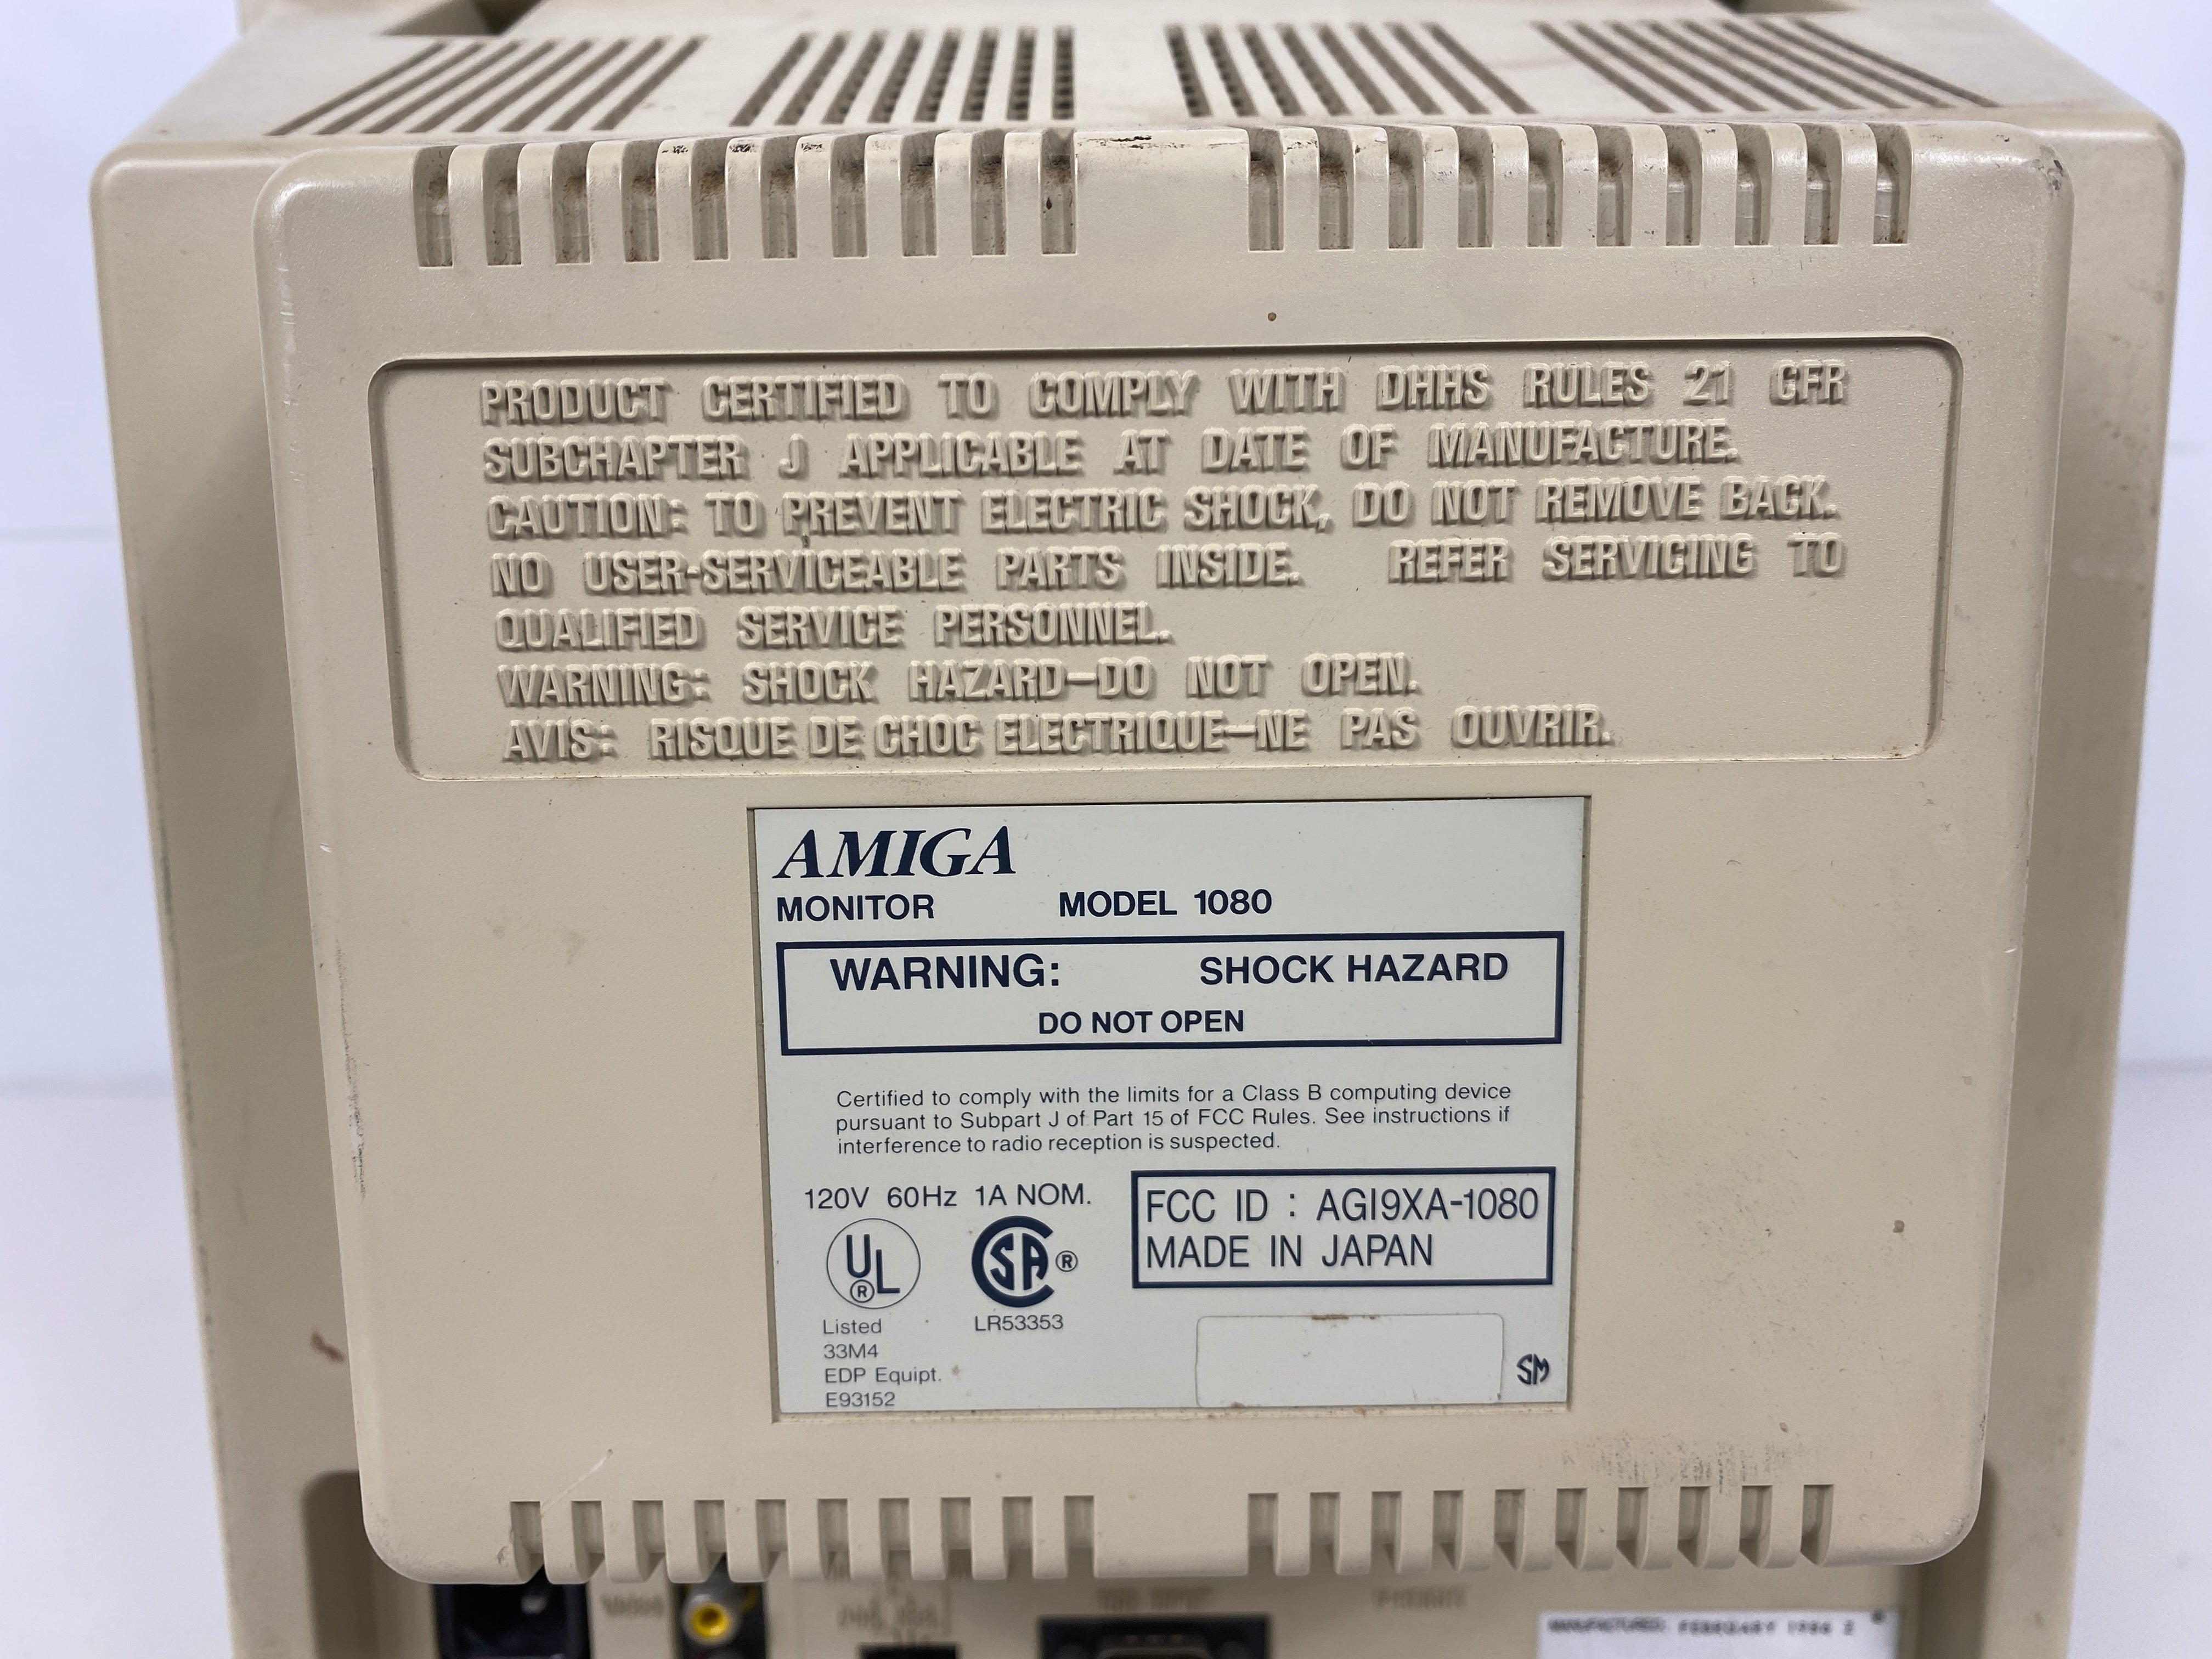 PRODUCT CERTIFIED TO COMPLY WITH DHHS RULES 21 CFR
SUBCHAPTER J APPLICABLE AT DATE OF MANUFACTURE.
CAUTION: TO PREVENT ELECTRIC SHOCK, DO NOT REMOVE BACK.
NO USER-SERVICEABLE PARTS INSIDE. REFER SERVICING TO
QUALIFIED SERVICE PERSONNEL.
WARNING: SHOCK HAZARD-DO NOT OPEN.
AVIS: RISQUE DE CHOC ELECTRIQUE-NE PAS OUVRIR.
AMIGA
MONITOR MODEL 1080
WARNING: SHOCK HAZARD
DO NOT OPEN
Certified to comply with the limits for a Class B computing device
pursuant to Subpart J of Part 15 of FCC Rules. See instructions if
interference to radio reception is suspected.
120V 60Hz 1A NOM.
FCC ID : AGI9XA-1080
MADE IN JAPAN
UL ®
SA ®
Listed
33M4
EDP Equipt.
E93152
LR53353
SM
MANUFACTURED: FEBRUARY